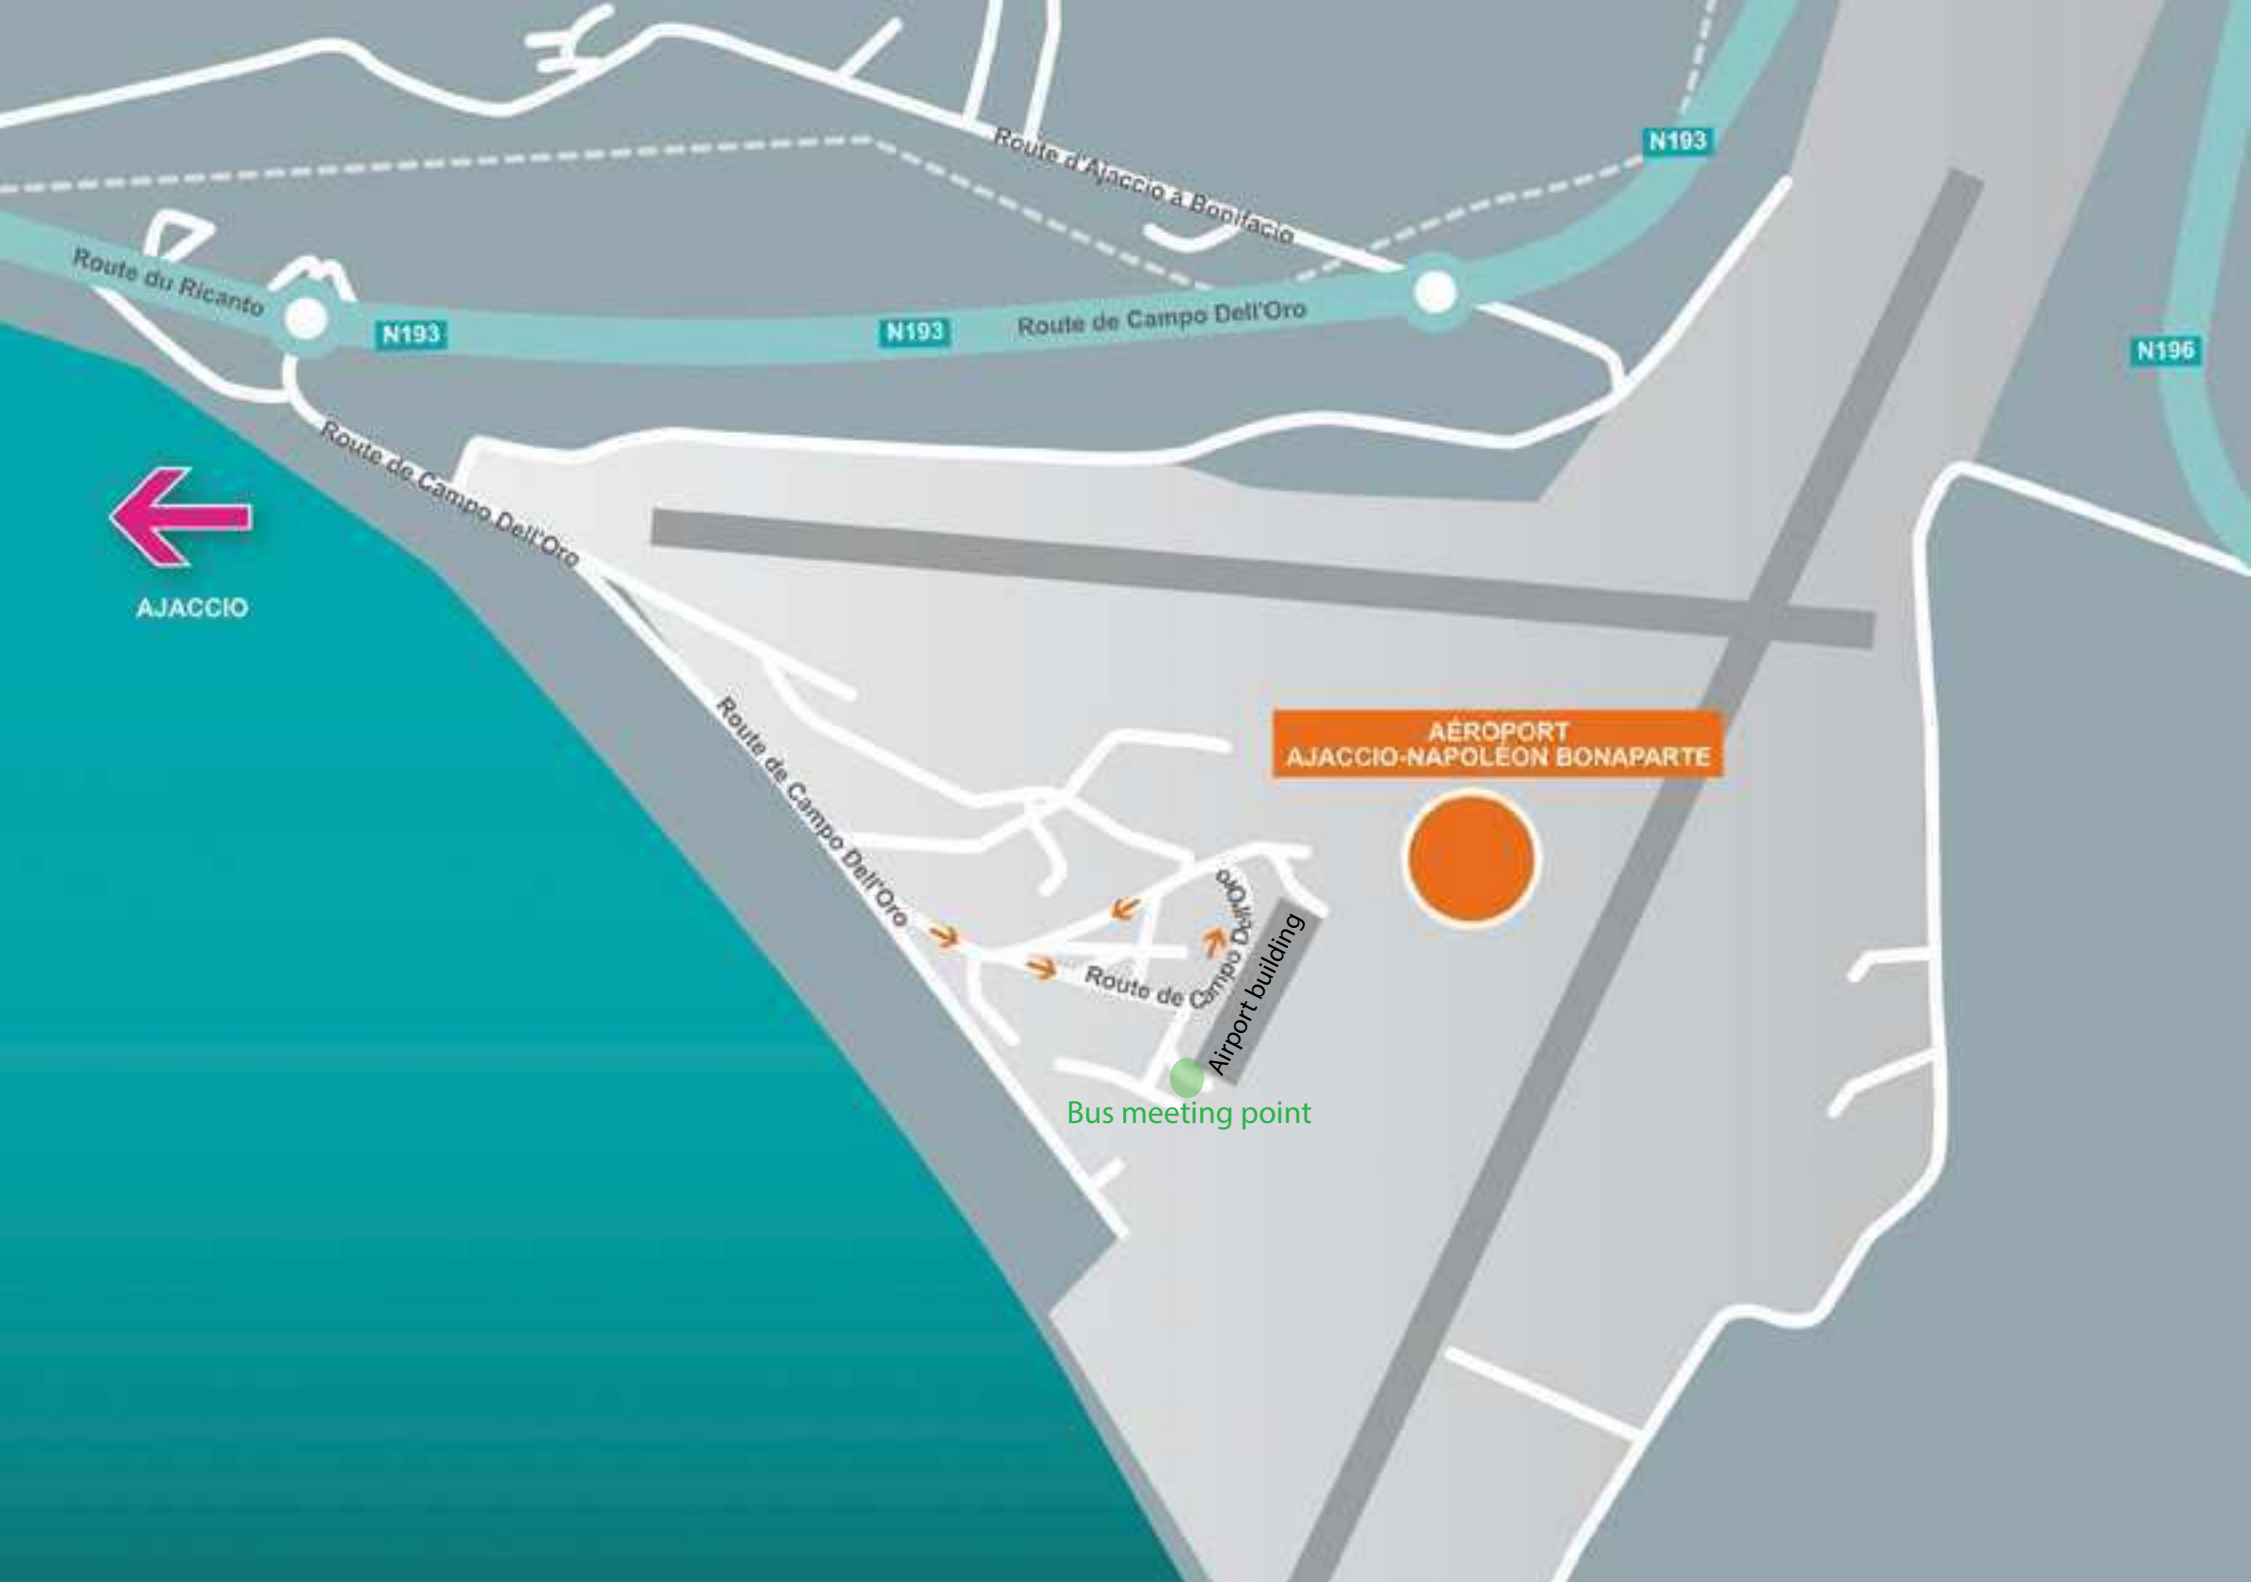 Route d'Ajaccio à Bonifacio
N193
Route du Ricanto
N193
N193
Route de Campo Dell'Oro
N196
Route de Campo Dell'Oro
AJACCIO
Route de Campo Dell'Oro
AÉROPORT
AJACCIO-NAPOLÉON BONAPARTE
Route de Campo Dell'Oro
Airport building
Bus meeting point